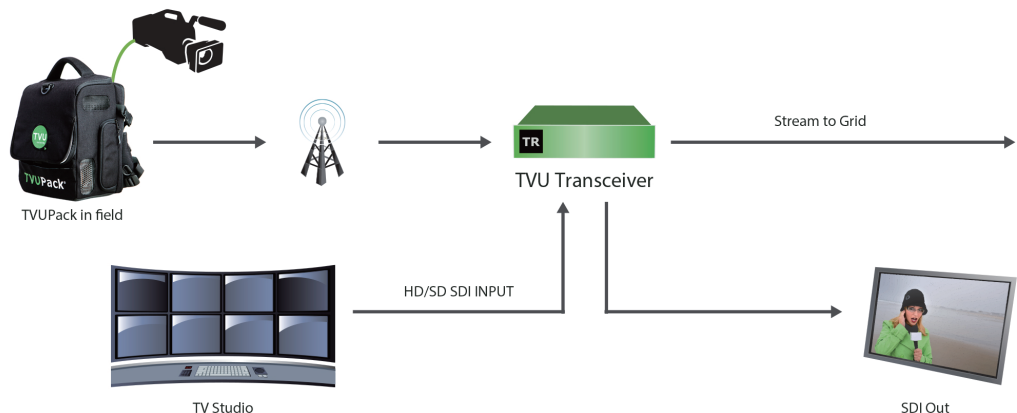 TVU
TVUPack®
TVUPack in field
TR
TVU Transceiver
Stream to Grid
HD/SD SDI INPUT
TV Studio
SDI Out